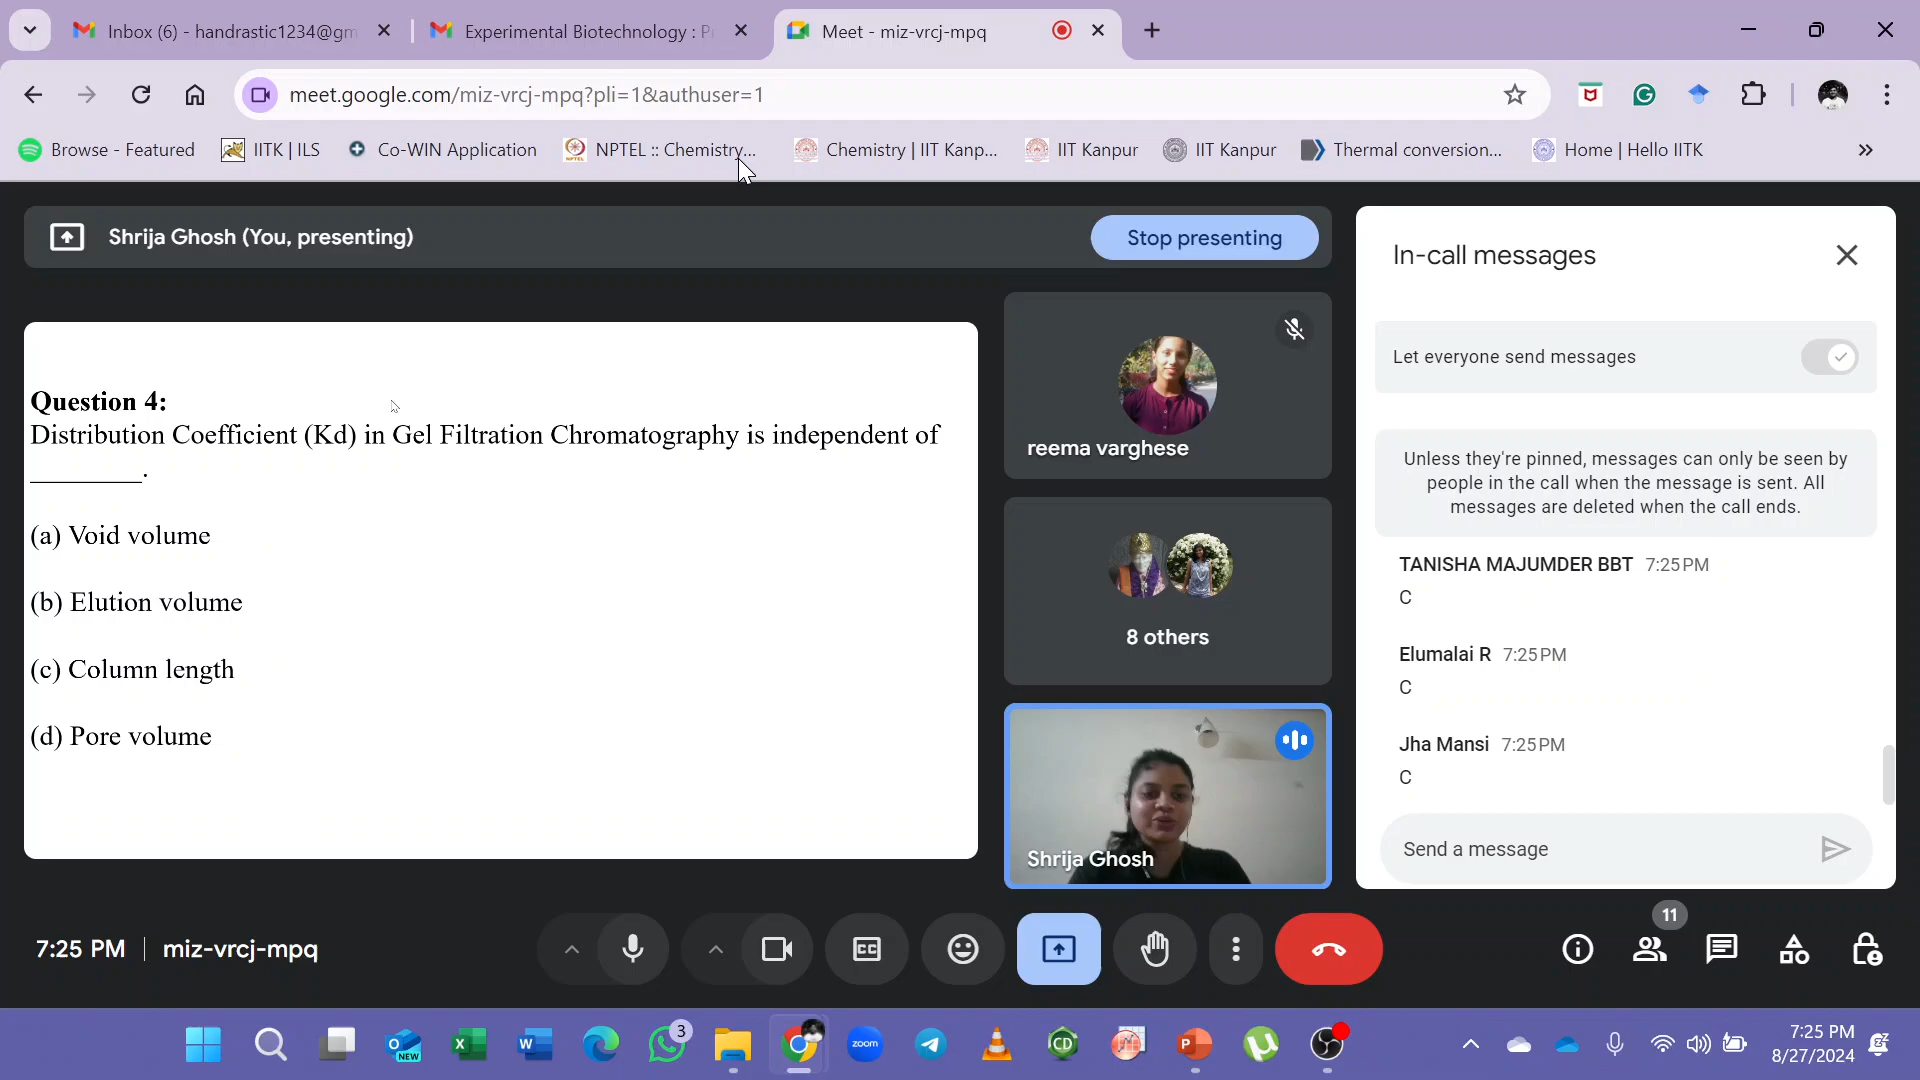 Inbox (6) - handrastic1234@gm
Experimental Biotechnology : P
Meet - miz-vrcj-mpq
meet.google.com/miz-vrcj-mpq?pli=1&authuser=1
Browse - Featured
IITK | ILS
Co-WIN Application
NPTEL :: Chemistry...
Chemistry | IIT Kanp...
IIT Kanpur
IIT Kanpur
Thermal conversion...
Home | Hello IITK
Shrija Ghosh (You, presenting)
Stop presenting
Question 4:
Distribution Coefficient (Kd) in Gel Filtration Chromatography is independent of
________.
(a) Void volume
(b) Elution volume
(c) Column length
(d) Pore volume
reema varghese
8 others
Shrija Ghosh
In-call messages
Let everyone send messages
Unless they're pinned, messages can only be seen by
people in the call when the message is sent. All
messages are deleted when the call ends.
TANISHA MAJUMDER BBT 7:25 PM
C
Elumalai R 7:25 PM
C
Jha Mansi 7:25 PM
C
Send a message
7:25 PM | miz-vrcj-mpq
11
NEW
3
zoom
CD
7:25 PM
8/27/2024